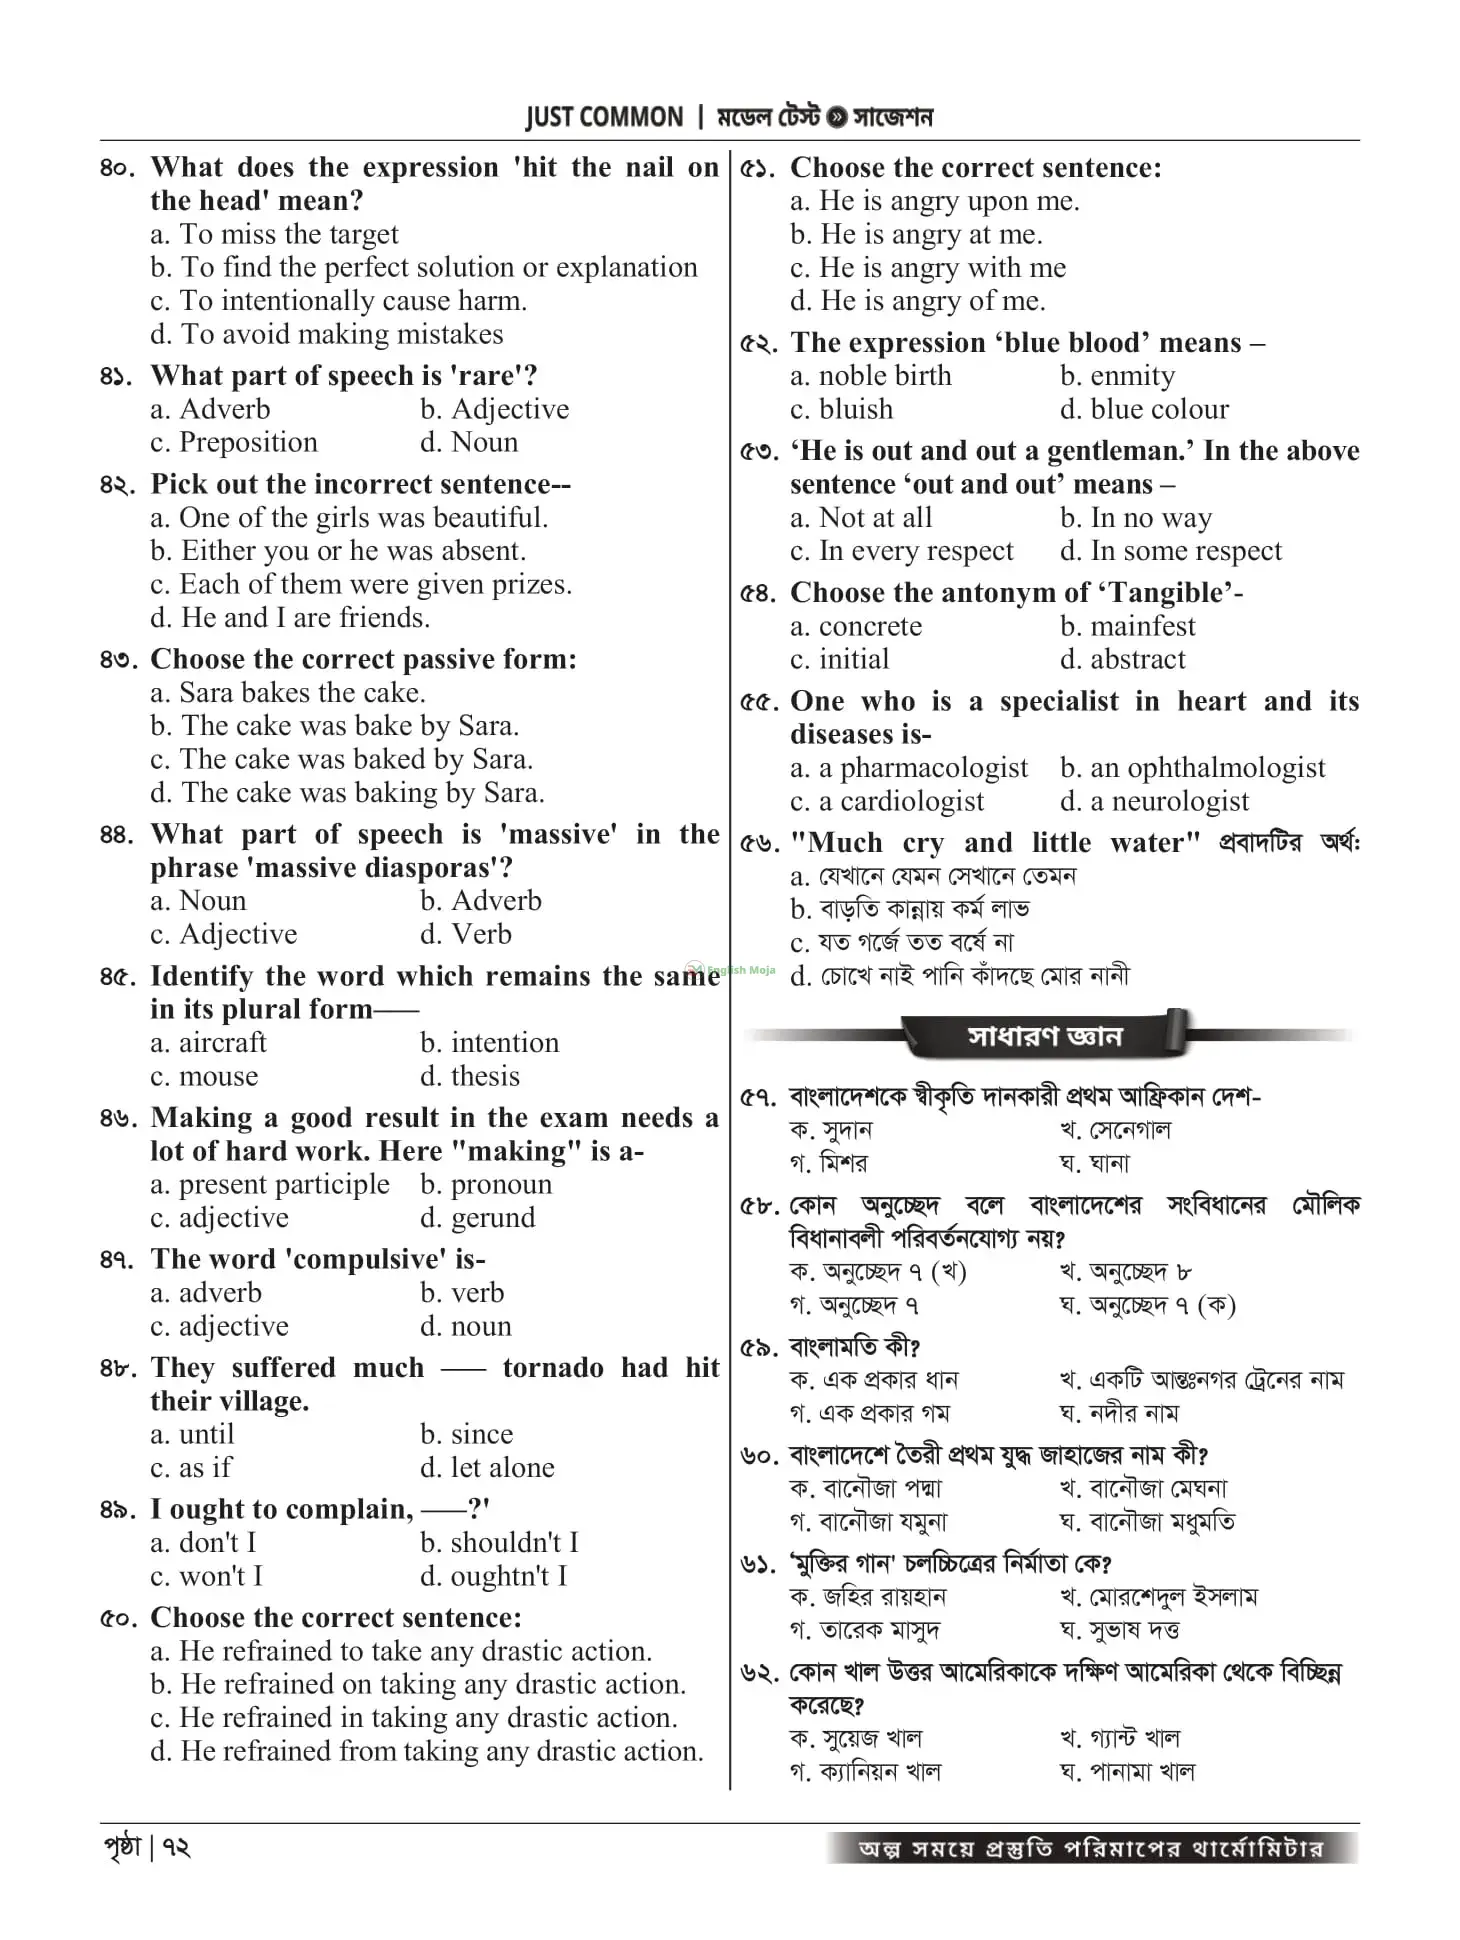 JUST COMMON | মডেল টেস্ট » সাজেশন
৪০. What does the expression 'hit the nail on
the head' mean?
a. To miss the target
b. To find the perfect solution or explanation
c. To intentionally cause harm.
d. To avoid making mistakes
৪১. What part of speech is 'rare'?
a. Adverb b. Adjective
c. Preposition d. Noun
৪২. Pick out the incorrect sentence--
a. One of the girls was beautiful.
b. Either you or he was absent.
c. Each of them were given prizes.
d. He and I are friends.
৪৩. Choose the correct passive form:
a. Sara bakes the cake.
b. The cake was bake by Sara.
c. The cake was baked by Sara.
d. The cake was baking by Sara.
৪৪. What part of speech is 'massive' in the
phrase 'massive diasporas'?
a. Noun b. Adverb
c. Adjective d. Verb
৪৫. Identify the word which remains the same
in its plural form–––
a. aircraft b. intention
c. mouse d. thesis
৪৬. Making a good result in the exam needs a
lot of hard work. Here "making" is a-
a. present participle b. pronoun
c. adjective d. gerund
৪৭. The word 'compulsive' is-
a. adverb b. verb
c. adjective d. noun
৪৮. They suffered much ––– tornado had hit
their village.
a. until b. since
c. as if d. let alone
৪৯. I ought to complain, –––?'
a. don't I b. shouldn't I
c. won't I d. oughtn't I
৫০. Choose the correct sentence:
a. He refrained to take any drastic action.
b. He refrained on taking any drastic action.
c. He refrained in taking any drastic action.
d. He refrained from taking any drastic action.
৫১. Choose the correct sentence:
a. He is angry upon me.
b. He is angry at me.
c. He is angry with me
d. He is angry of me.
৫২. The expression ‘blue blood’ means –
a. noble birth b. enmity
c. bluish d. blue colour
৫৩. ‘He is out and out a gentleman.’ In the above
sentence ‘out and out’ means –
a. Not at all b. In no way
c. In every respect d. In some respect
৫৪. Choose the antonym of ‘Tangible’-
a. concrete b. mainfest
c. initial d. abstract
৫৫. One who is a specialist in heart and its
diseases is-
a. a pharmacologist b. an ophthalmologist
c. a cardiologist d. a neurologist
৫৬. "Much cry and little water" প্রবাদটির অর্থ:
a. যেখানে যেমন সেখানে তেমন
b. বাড়তি কান্নায় কর্ম লাভ
c. যত গর্জে তত বর্ষে না
d. চোখে নাই পানি কাঁদছে মোর নানী
English Moja
সাধারণ জ্ঞান
৫৭. বাংলাদেশকে স্বীকৃতি দানকারী প্রথম আফ্রিকান দেশ-
ক. সুদান খ. সেনেগাল
গ. মিশর ঘ. ঘানা
৫৮. কোন অনুচ্ছেদ বলে বাংলাদেশের সংবিধানের মৌলিক
বিধানাবলী পরিবর্তনযোগ্য নয়?
ক. অনুচ্ছেদ ৭ (খ) খ. অনুচ্ছেদ ৮
গ. অনুচ্ছেদ ৭ ঘ. অনুচ্ছেদ ৭ (ক)
৫৯. বাংলামতি কী?
ক. এক প্রকার ধান খ. একটি আন্তঃনগর ট্রেনের নাম
গ. এক প্রকার গম ঘ. নদীর নাম
৬০. বাংলাদেশে তৈরী প্রথম যুদ্ধ জাহাজের নাম কী?
ক. বানৌজা পদ্মা খ. বানৌজা মেঘনা
গ. বানৌজা যমুনা ঘ. বানৌজা মধুমতি
৬১. ‘মুক্তির গান' চলচ্চিত্রের নির্মাতা কে?
ক. জহির রায়হান খ. মোরশেদুল ইসলাম
গ. তারেক মাসুদ ঘ. সুভাষ দত্ত
৬২. কোন খাল উত্তর আমেরিকাকে দক্ষিণ আমেরিকা থেকে বিচ্ছিন্ন
করেছে?
ক. সুয়েজ খাল খ. গ্যান্ট খাল
গ. ক্যানিয়ন খাল ঘ. পানামা খাল
পৃষ্ঠা | ৭২
অল্প সময়ে প্রস্তুতি পরিমাপের থার্মোমিটার